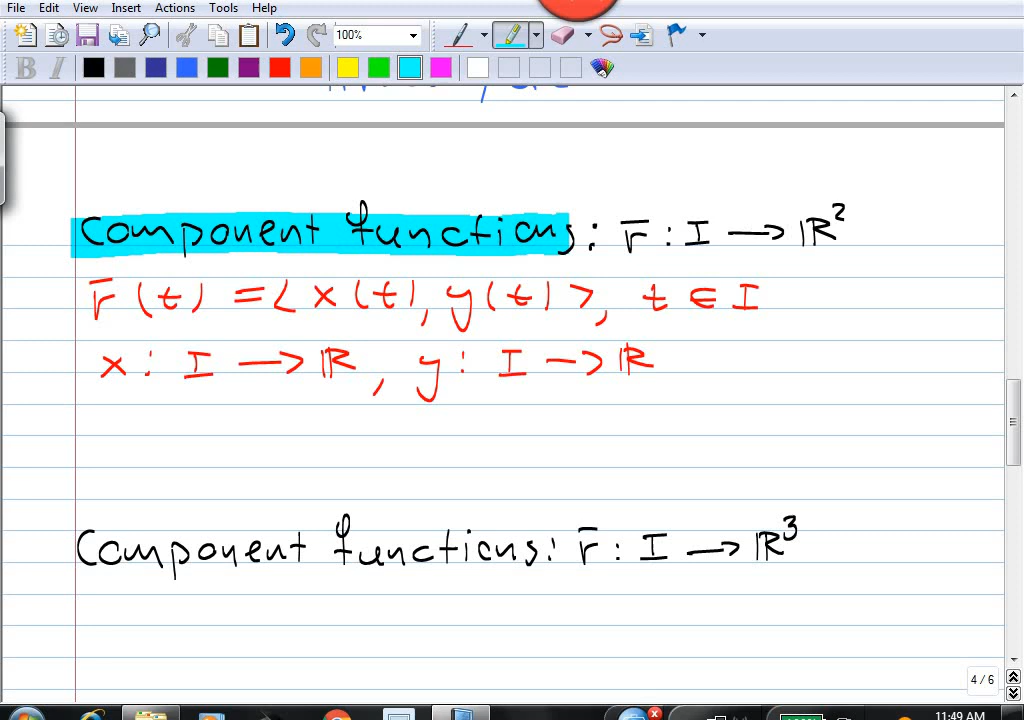 File Edit View Insert Actions Tools Help
100%
B I
Component functions: r̄ : I → ℝ²
r̄(t) = < x(t), y(t) >, t ∈ I
x : I → ℝ, y : I → ℝ
Component functions: r̄ : I → ℝ³
4 / 6
11:49 AM